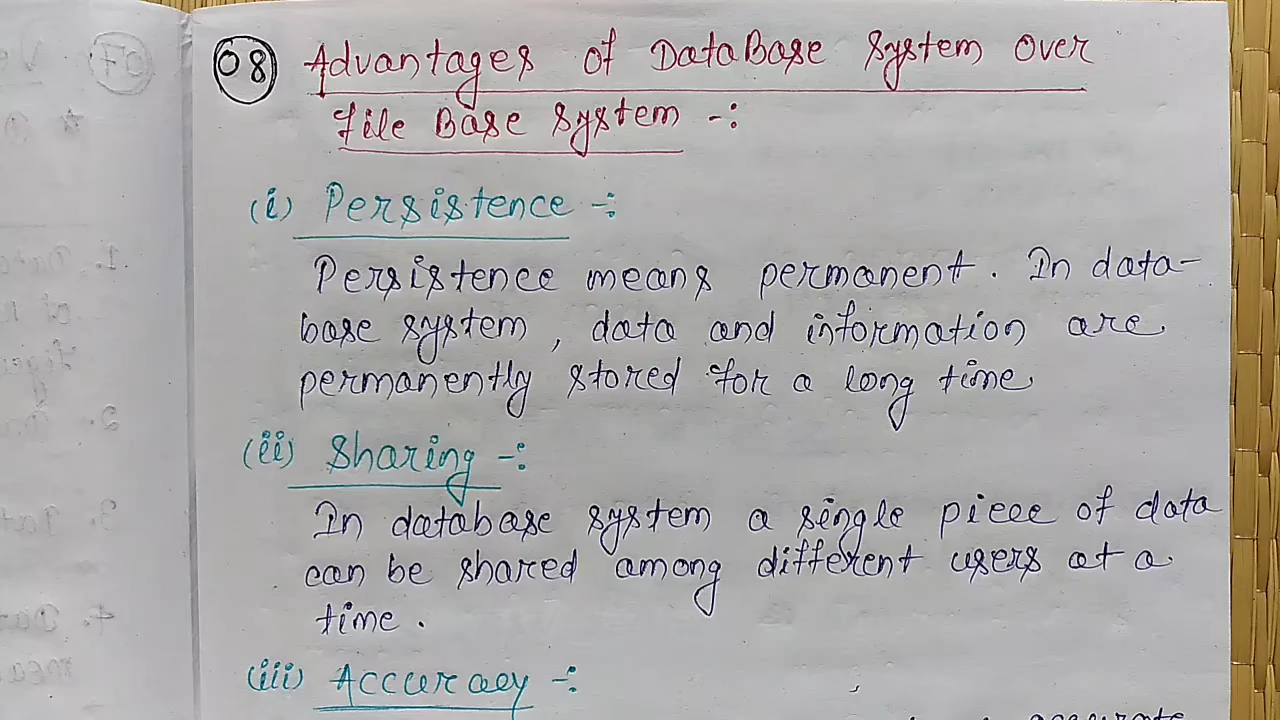 08 Advantages of DataBase System Over
File Base System -:
(i) Persistence -:
Persistence means permanent. In data-
base system, data and information are
permanently stored for a long time
(ii) Sharing -:
In database system a single piece of data
can be shared among different users at a
time.
(iii) Accuracy -:
accurate